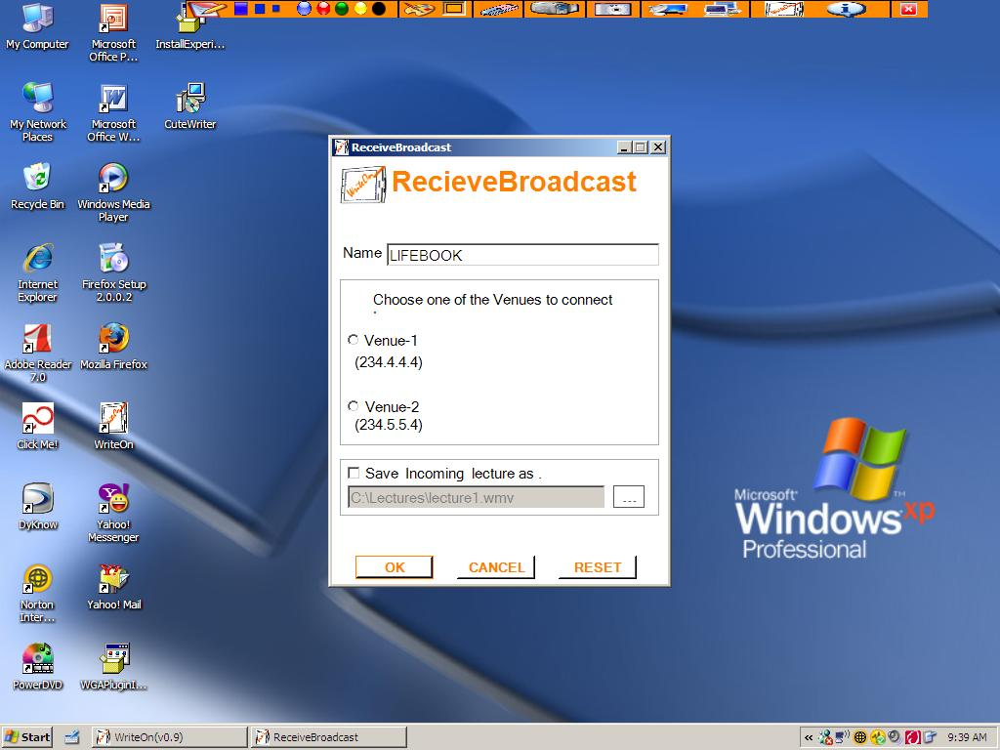 My Computer
Microsoft
Office P...
InstallExperi...
My Network
Places
Microsoft
Office W...
CuteWriter
Recycle Bin
Windows Media
Player
Internet
Explorer
Firefox Setup
2.0.0.2
Adobe Reader
7.0
Mozilla Firefox
Click Me!
WriteOn
DyKnow
Yahoo!
Messenger
Norton
Inter...
Yahoo! Mail
PowerDVD
WGAPluginI...
ReceiveBroadcast
WriteOn
RecieveBroadcast
Name LIFEBOOK
Choose one of the Venues to connect
.
Venue-1
(234.4.4.4)
Venue-2
(234.5.5.4)
Save Incoming lecture as .
C:\Lectures\lecture1.wmv ...
OK CANCEL RESET
Microsoft®
Windows xp TM
Professional
Start WriteOn(v0.9) ReceiveBroadcast « 9:39 AM